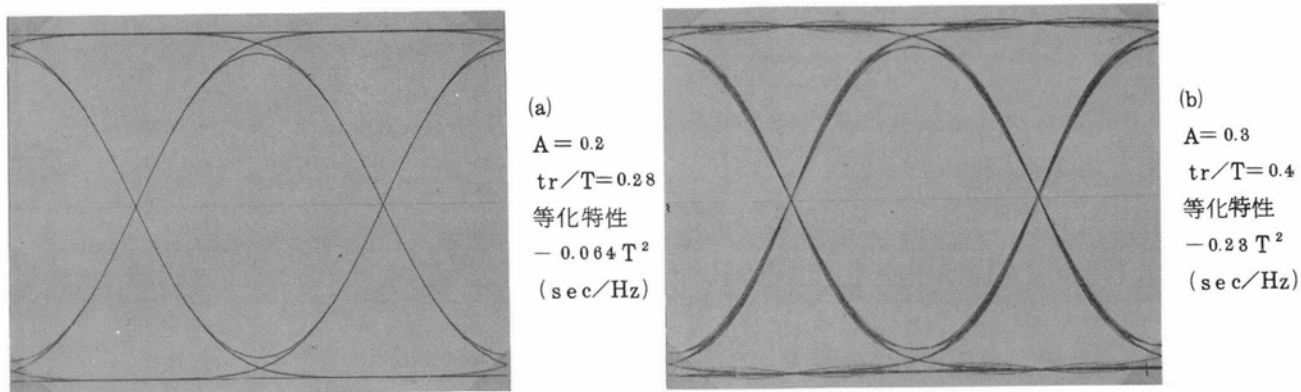 (a)
A = 0.2
tr/T=0.28
等化特性
− 0.064 T²
(sec/Hz)
(b)
A= 0.3
tr/T=0.4
等化特性
−0.23 T²
(sec/Hz)